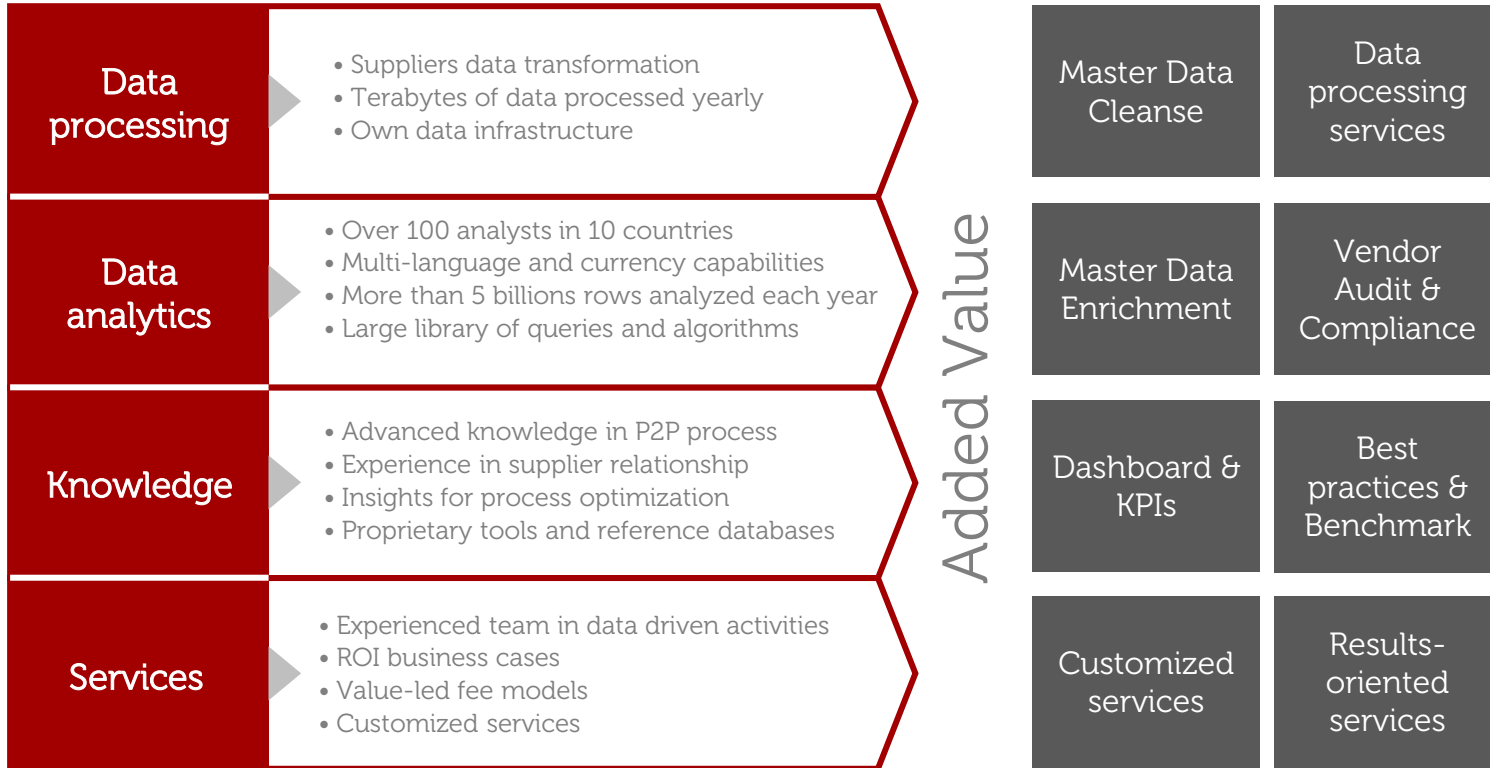 Data
processing
• Suppliers data transformation
• Terabytes of data processed yearly
• Own data infrastructure
Data
analytics
• Over 100 analysts in 10 countries
• Multi-language and currency capabilities
• More than 5 billions rows analyzed each year
• Large library of queries and algorithms
Knowledge
• Advanced knowledge in P2P process
• Experience in supplier relationship
• Insights for process optimization
• Proprietary tools and reference databases
Services
• Experienced team in data driven activities
• ROI business cases
• Value-led fee models
• Customized services
Added Value
Master Data
Cleanse
Data
processing
services
Master Data
Enrichment
Vendor
Audit &
Compliance
Dashboard &
KPIs
Best
practices &
Benchmark
Customized
services
Results-
oriented
services